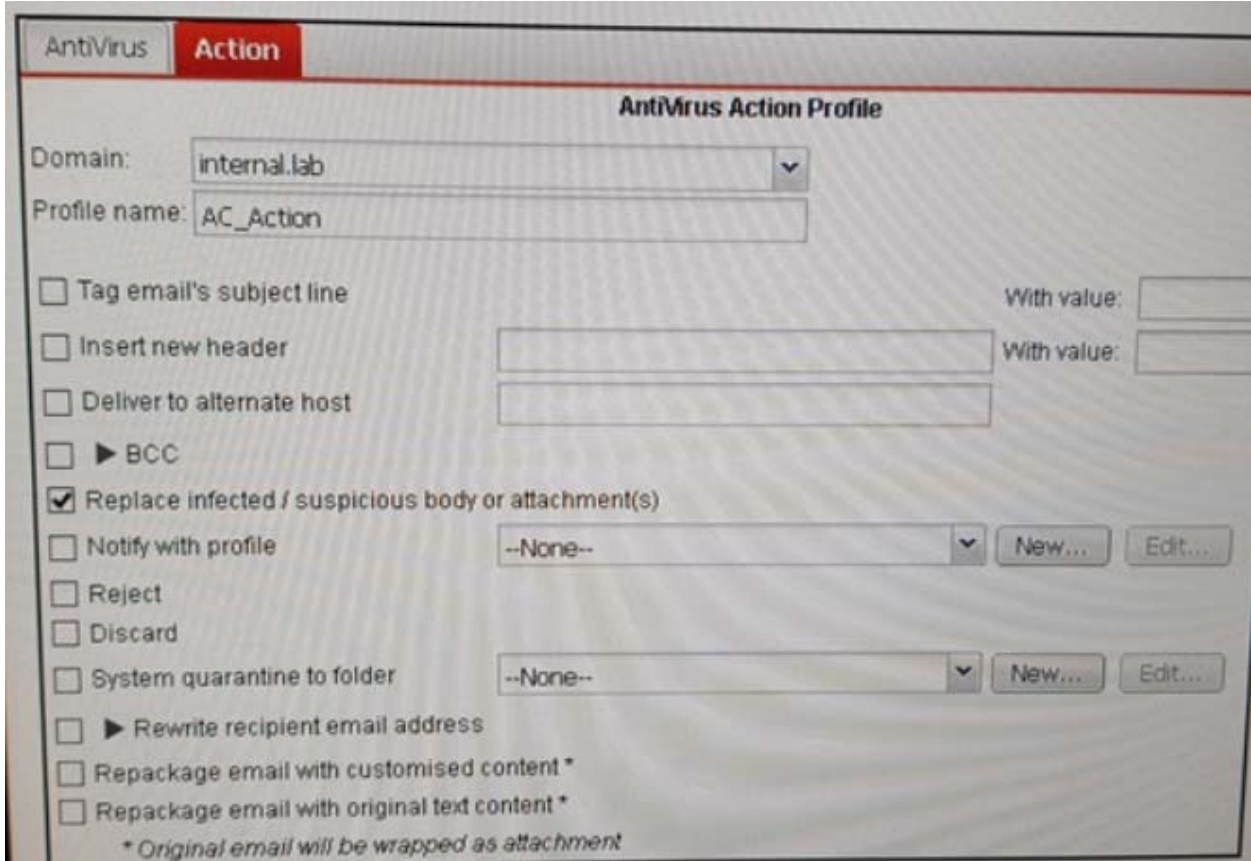 AntiVirus Action
AntiVirus Action Profile
Domain: internal.lab
Profile name: AC_Action
Tag email's subject line With value:
Insert new header With value:
Deliver to alternate host
BCC
Replace infected / suspicious body or attachment(s)
Notify with profile --None-- New... Edit...
Reject
Discard
System quarantine to folder --None-- New... Edit...
Rewrite recipient email address
Repackage email with customised content *
Repackage email with original text content *
* Original email will be wrapped as attachment